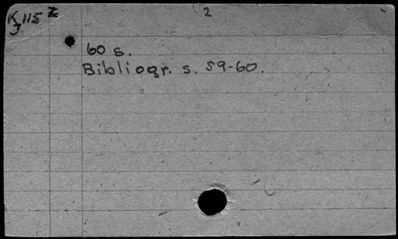 K115 z 2
J
60 s.
Bibliogr. s. 59-60.